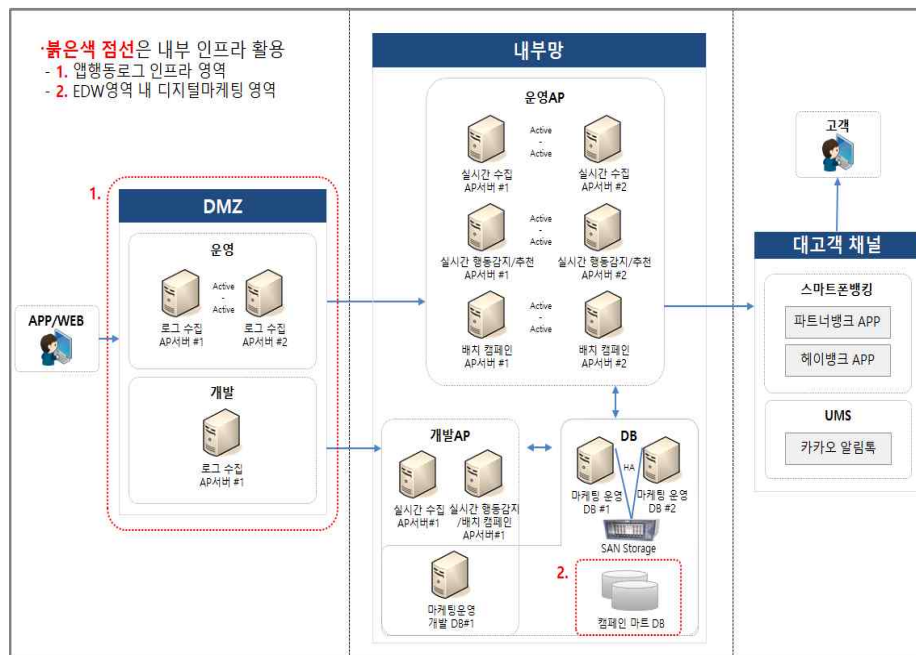 ·붉은색 점선은 내부 인프라 활용
- 1. 앱행동로그 인프라 영역
- 2. EDW영역 내 디지털마케팅 영역
APP/WEB
1.
DMZ
운영
Active
-
Active
로그 수집
AP서버 #1
로그 수집
AP서버 #2
개발
로그 수집
AP서버 #1
내부망
운영AP
실시간 수집
AP서버 #1
Active
-
Active
실시간 수집
AP서버 #2
실시간 행동감지/추천
AP서버 #1
Active
-
Active
실시간 행동감지/추천
AP서버 #2
배치 캠페인
AP서버 #1
Active
-
Active
배치 캠페인
AP서버 #2
개발AP
실시간 수집
AP서버#1
실시간 행동감지
/배치 캠페인
AP서버#1
마케팅운영
개발 DB#1
DB
HA
마케팅 운영
DB #1
마케팅 운영
DB #2
SAN Storage
2.
캠페인 마트 DB
고객
대고객 채널
스마트폰뱅킹
파트너뱅크 APP
헤이뱅크 APP
UMS
카카오 알림톡